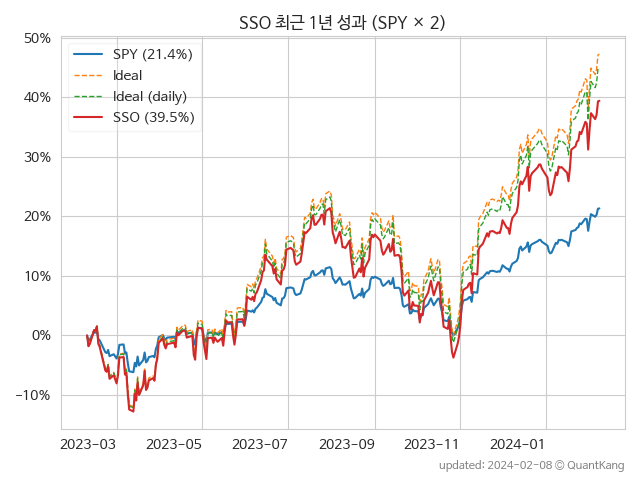 SSO 최근 1년 성과 (SPY × 2)
50%
40%
30%
20%
10%
0%
−10%
SPY (21.4%)
Ideal
Ideal (daily)
SSO (39.5%)
2023-03 2023-05 2023-07 2023-09 2023-11 2024-01
updated: 2024-02-08 © QuantKang